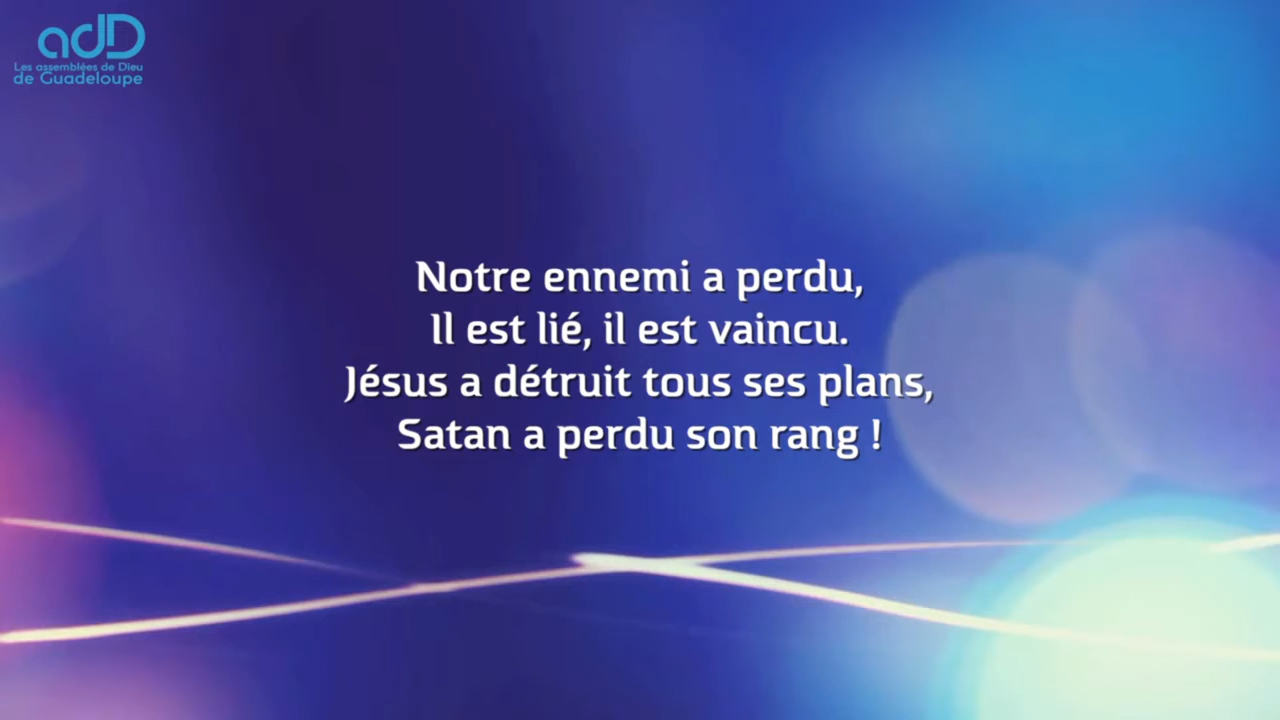 add
Les assemblées de Dieu
de Guadeloupe
Notre ennemi a perdu,
Il est lié, il est vaincu.
Jésus a détruit tous ses plans,
Satan a perdu son rang !